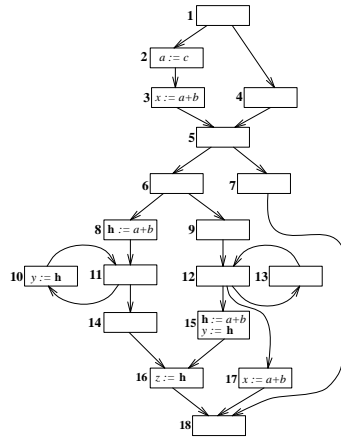 1
2 a := c
3 x := a+b
4
5
6
7
8 h := a+b
9
10 y := h
11
12
13
14
15 h := a+b
y := h
16 z := h
17 x := a+b
18